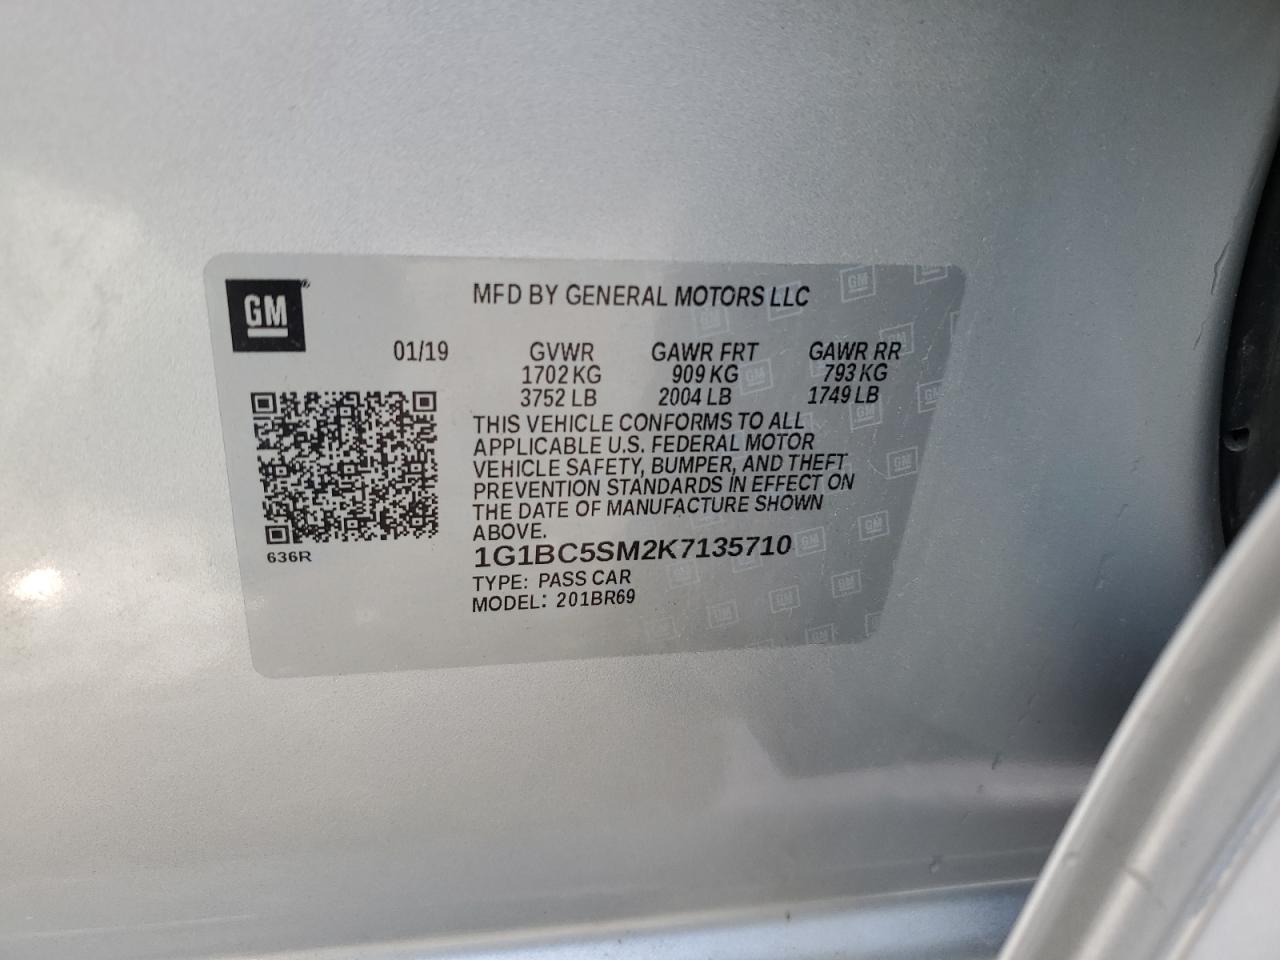 GM
MFD BY GENERAL MOTORS LLC
01/19 GVWR GAWR FRT GAWR RR
1702 KG 909 KG 793 KG
3752 LB 2004 LB 1749 LB
THIS VEHICLE CONFORMS TO ALL
APPLICABLE U.S. FEDERAL MOTOR
VEHICLE SAFETY, BUMPER, AND THEFT
PREVENTION STANDARDS IN EFFECT ON
THE DATE OF MANUFACTURE SHOWN
ABOVE.
636R
1G1BC5SM2K7135710
TYPE: PASS CAR
MODEL: 201BR69